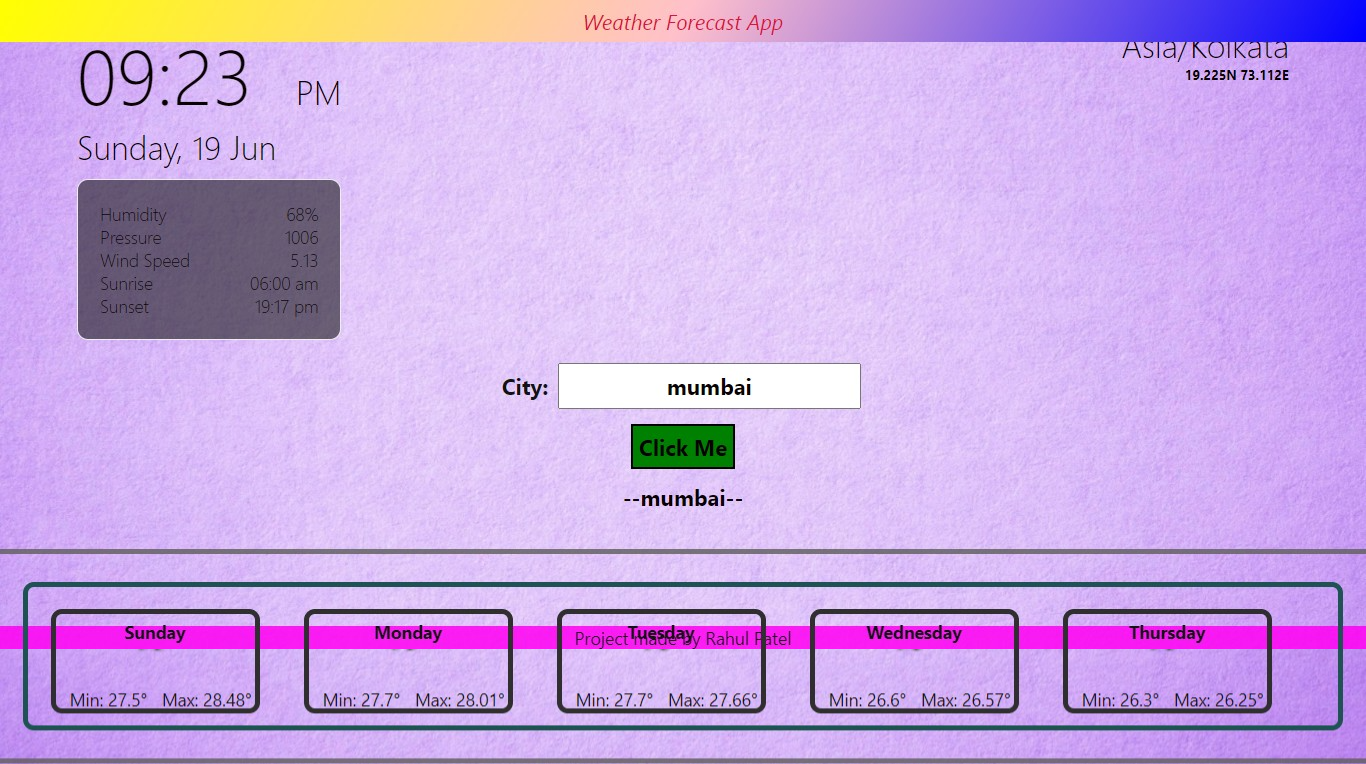 Weather Forecast App
09:23 PM
Asia/Kolkata
19.225N 73.112E
Sunday, 19 Jun
Humidity 68%
Pressure 1006
Wind Speed 5.13
Sunrise 06:00 am
Sunset 19:17 pm
City: mumbai
Click Me
--mumbai--
Sunday Monday Tuesday Wednesday Thursday
Project made by Rahul Patel
Min: 27.5° Max: 28.48° Min: 27.7° Max: 28.01° Min: 27.7° Max: 27.66° Min: 26.6° Max: 26.57° Min: 26.3° Max: 26.25°